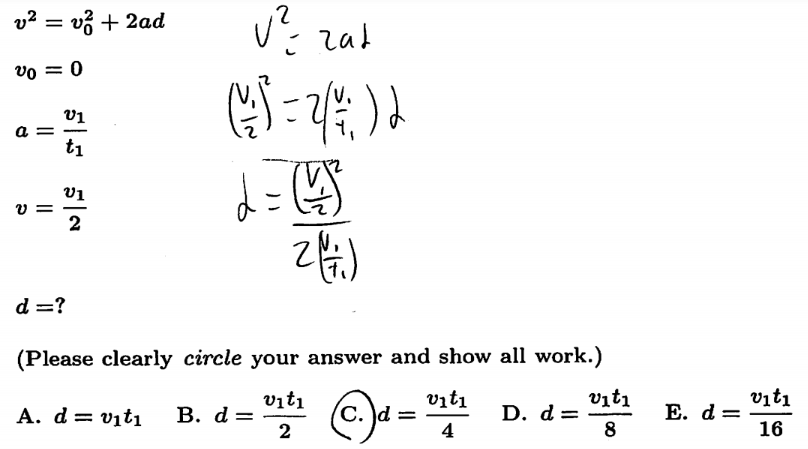 v² = v₀² + 2ad
v₀ = 0
a = v₁/t₁
v = v₁/2
d =?
v² = 2ad
(v₁/2)² = 2(v₁/t₁)d
d = (v₁/2)² / 2(v₁/t₁)
(Please clearly circle your answer and show all work.)
A. d = v₁t₁ B. d = v₁t₁/2 C. d = v₁t₁/4 D. d = v₁t₁/8 E. d = v₁t₁/16